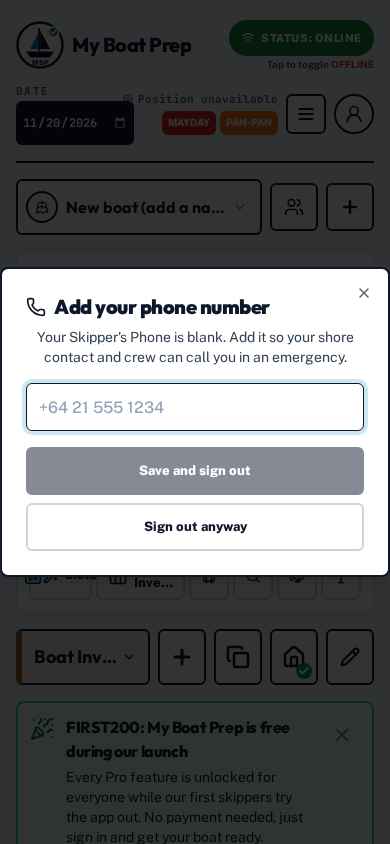 My Boat Prep
STATUS: ONLINE
Tap to toggle OFFLINE
DATE
11/20/2026
Position unavailable
MAYDAY
PAN-PAN
New boat (add a na...
Add your phone number
Your Skipper's Phone is blank. Add it so your shore
contact and crew can call you in an emergency.
+64 21 555 1234
Save and sign out
Sign out anyway
Inve...
Boat Inv...
FIRST200: My Boat Prep is free
during our launch
Every Pro feature is unlocked for
everyone while our first skippers try
the app out. No payment needed, just
sign in and get your boat ready.